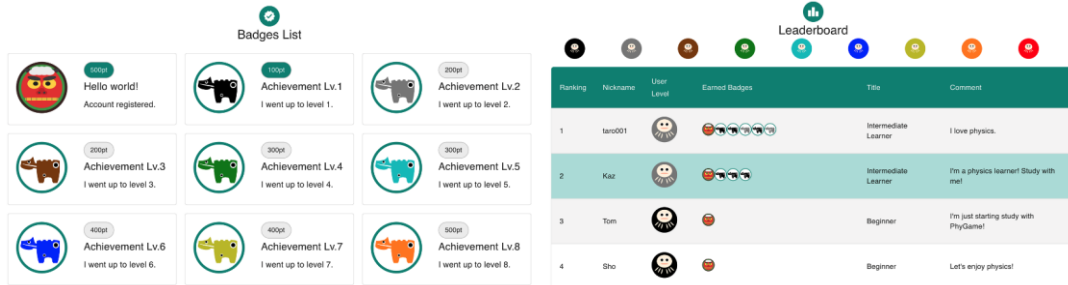 Badges List
500pt
Hello world!
Account registered.
100pt
Achievement Lv.1
I went up to level 1.
200pt
Achievement Lv.2
I went up to level 2.
200pt
Achievement Lv.3
I went up to level 3.
300pt
Achievement Lv.4
I went up to level 4.
300pt
Achievement Lv.5
I went up to level 5.
400pt
Achievement Lv.6
I went up to level 6.
400pt
Achievement Lv.7
I went up to level 7.
500pt
Achievement Lv.8
I went up to level 8.
Leaderboard
Ranking Nickname User Level Earned Badges Title Comment
1 taro001 Intermediate Learner I love physics.
2 Kaz Intermediate Learner I'm a physics learner! Study with me!
3 Tom Beginner I'm just starting study with PhyGame!
4 Sho Beginner Let's enjoy physics!